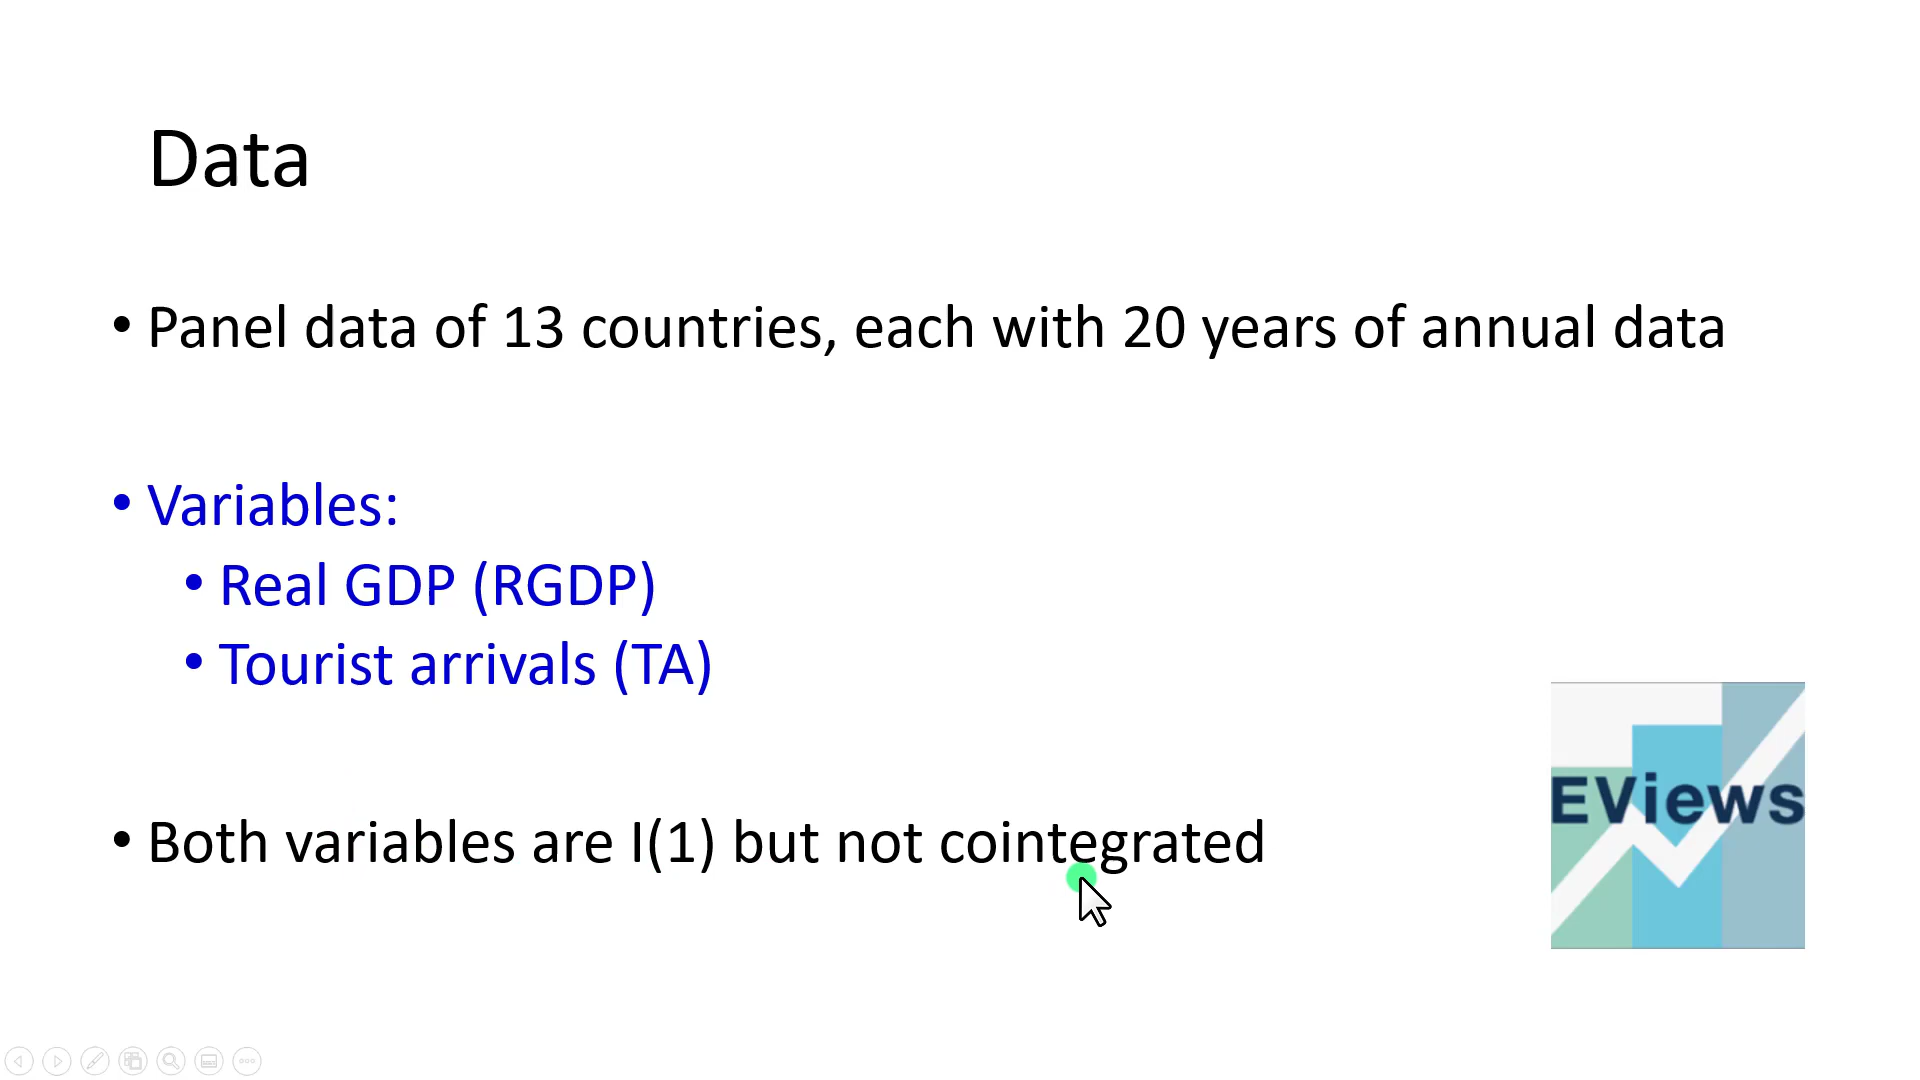 Data
• Panel data of 13 countries, each with 20 years of annual data
• Variables:
• Real GDP (RGDP)
• Tourist arrivals (TA)
• Both variables are I(1) but not cointegrated
EViews